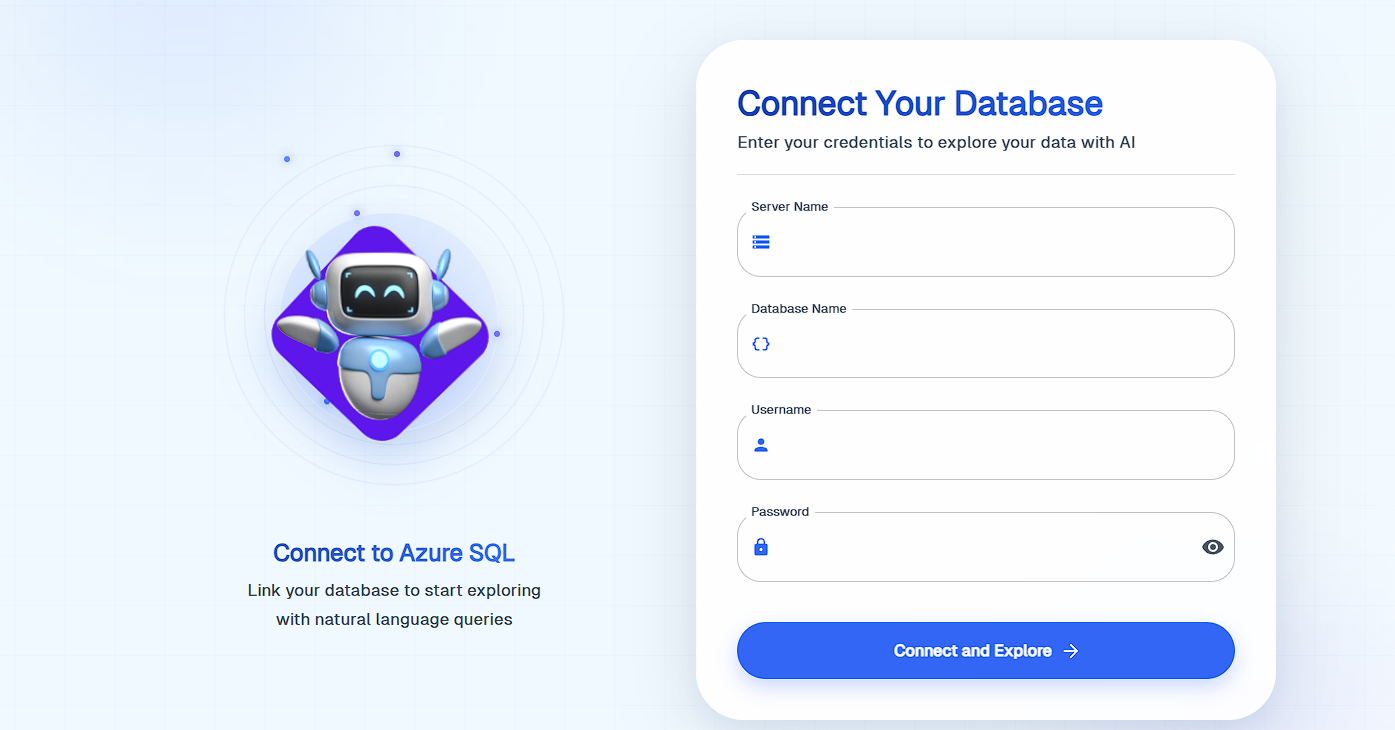 Connect Your Database
Enter your credentials to explore your data with AI
Server Name
Database Name
Username
Password
Connect and Explore
Connect to Azure SQL
Link your database to start exploring
with natural language queries